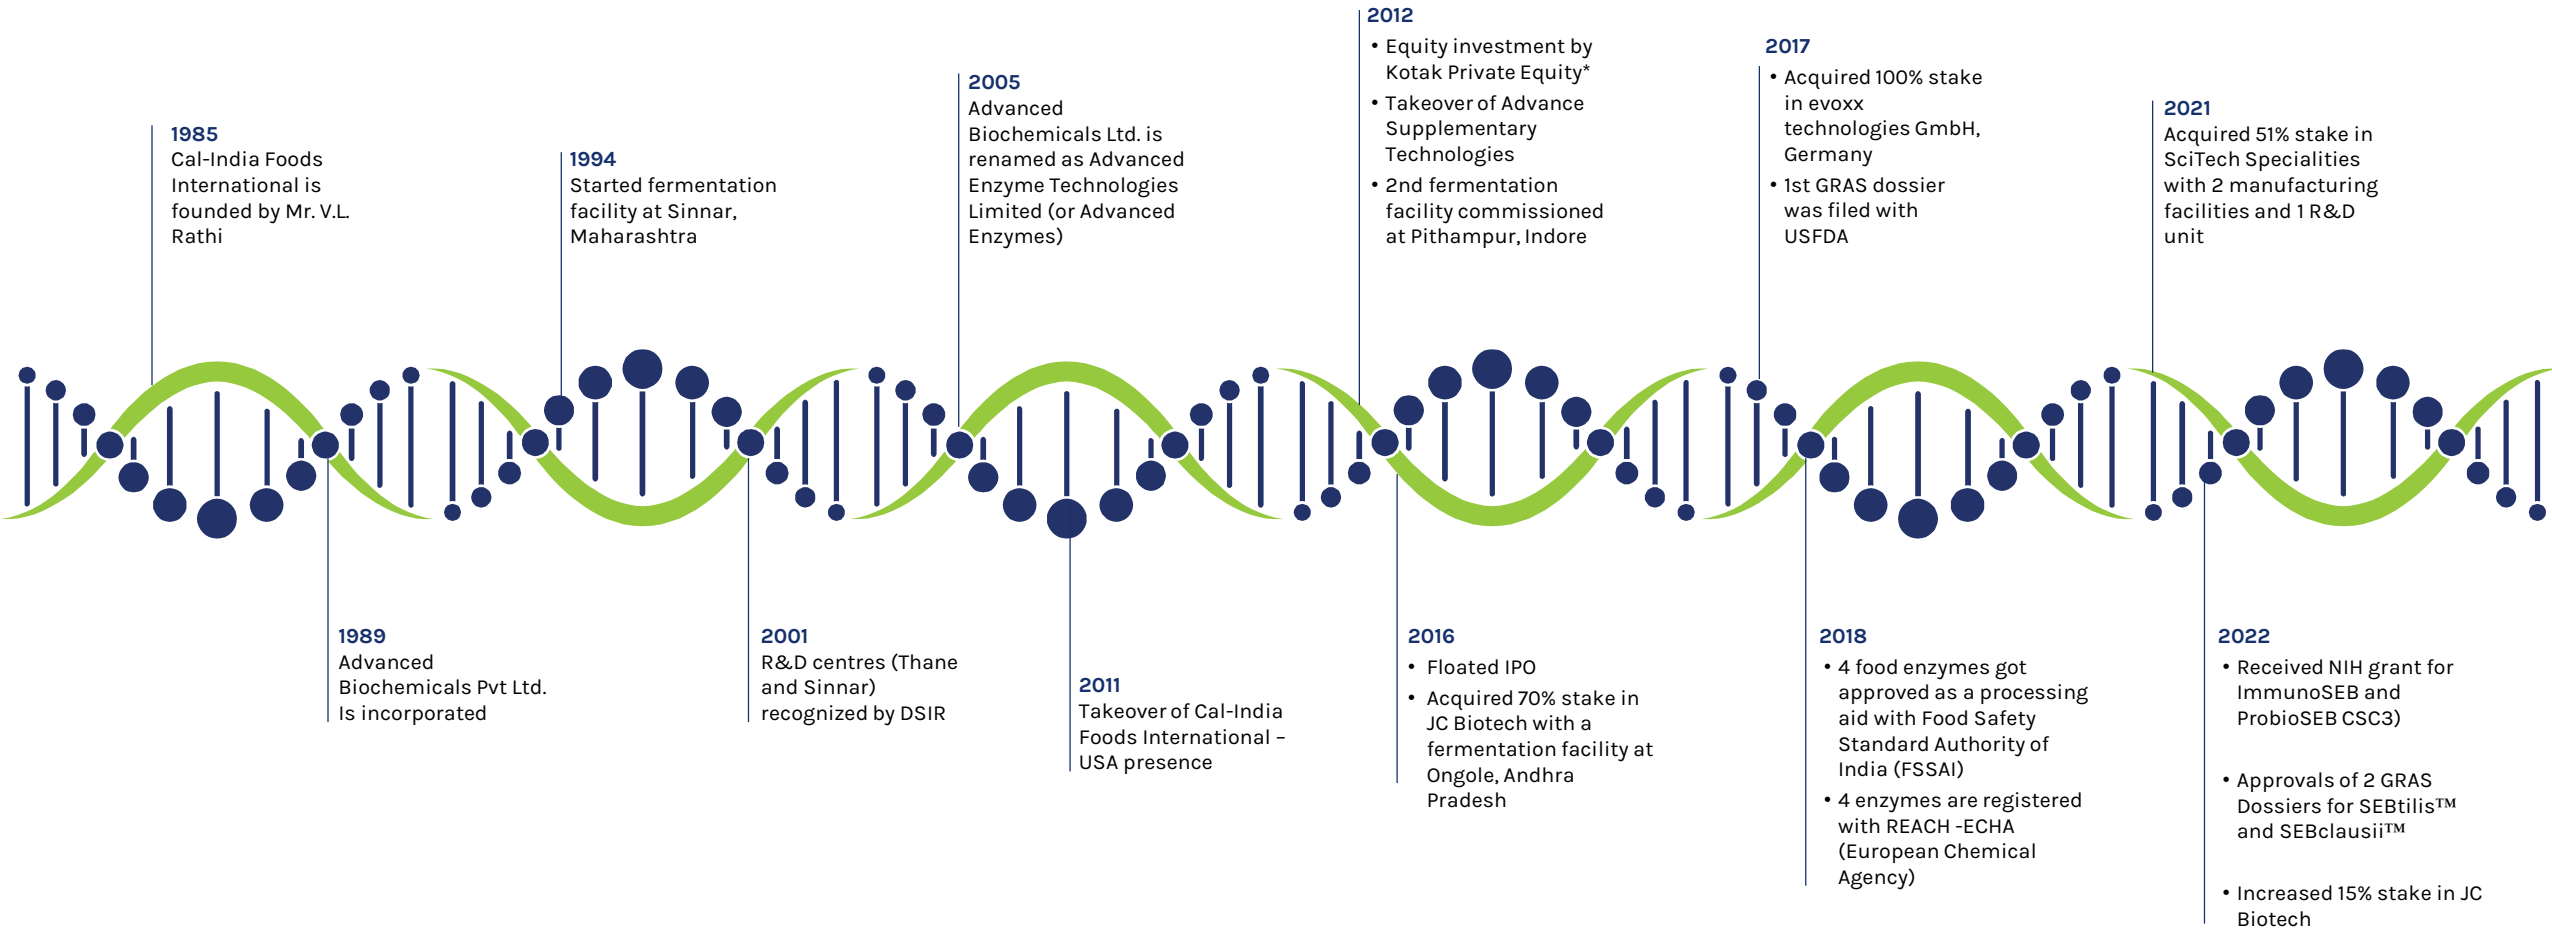 1985
Cal-India Foods
International is
founded by Mr. V.L.
Rathi
1989
Advanced
Biochemicals Pvt Ltd.
Is incorporated
1994
Started fermentation
facility at Sinnar,
Maharashtra
2001
R&D centres (Thane
and Sinnar)
recognized by DSIR
2005
Advanced
Biochemicals Ltd. is
renamed as Advanced
Enzyme Technologies
Limited (or Advanced
Enzymes)
2011
Takeover of Cal-India
Foods International –
USA presence
2012
• Equity investment by
Kotak Private Equity*
• Takeover of Advance
Supplementary
Technologies
• 2nd fermentation
facility commissioned
at Pithampur, Indore
2016
• Floated IPO
• Acquired 70% stake in
JC Biotech with a
fermentation facility at
Ongole, Andhra
Pradesh
2017
• Acquired 100% stake
in evoxx
technologies GmbH,
Germany
• 1st GRAS dossier
was filed with
USFDA
2018
• 4 food enzymes got
approved as a processing
aid with Food Safety
Standard Authority of
India (FSSAI)
• 4 enzymes are registered
with REACH -ECHA
(European Chemical
Agency)
2021
Acquired 51% stake in
SciTech Specialities
with 2 manufacturing
facilities and 1 R&D
unit
2022
• Received NIH grant for
ImmunoSEB and
ProbioSEB CSC3)
• Approvals of 2 GRAS
Dossiers for SEBtilis™
and SEBclausii™
• Increased 15% stake in JC
Biotech